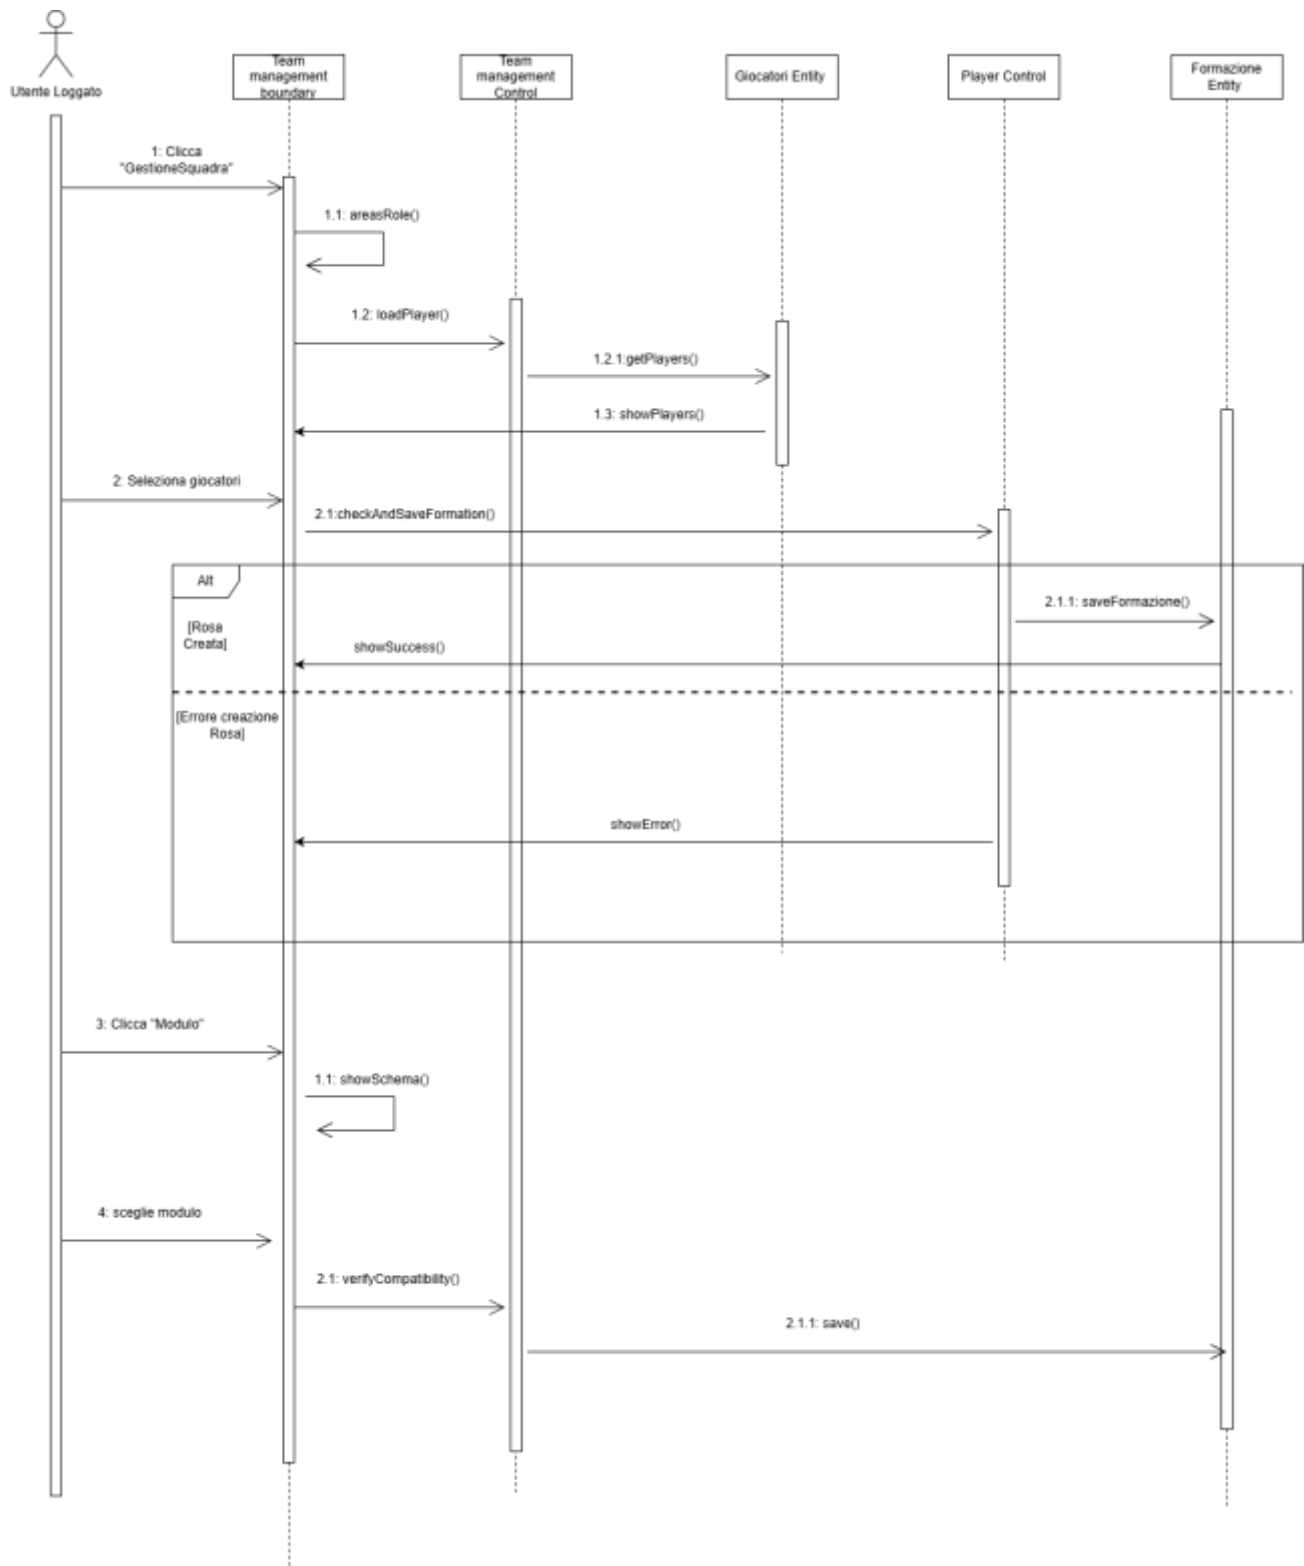 Utente Loggato
Team
management
boundary
Team
management
Control
Giocatori Entity
Player Control
Formazione
Entity
1: Clicca
"GestioneSquadra"
1.1: areasRole()
1.2: loadPlayer()
1.2.1:getPlayers()
1.3: showPlayers()
2: Seleziona giocatori
2.1:checkAndSaveFormation()
Alt
2.1.1: saveFormazione()
[Rosa
Creata]
showSuccess()
[Errore creazione
Rosa]
showError()
3: Clicca "Modulo"
1.1: showSchema()
4: sceglie modulo
2.1: verifyCompatibility()
2.1.1: save()